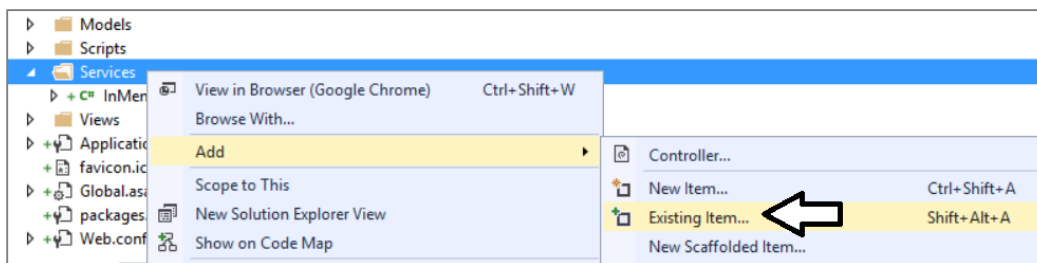 Models
Scripts
Services
View in Browser (Google Chrome) Ctrl+Shift+W
C# InMem
Browse With...
Views
Add
Applicatio
Controller...
favicon.ic
Scope to This
New Item... Ctrl+Shift+A
Global.asa
New Solution Explorer View
Existing Item... Shift+Alt+A
packages.
Web.conf
Show on Code Map
New Scaffolded Item...